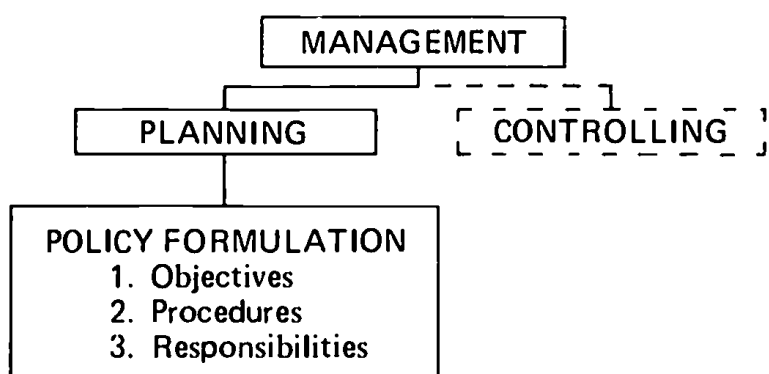 MANAGEMENT
PLANNING
CONTROLLING
POLICY FORMULATION
1. Objectives
2. Procedures
3. Responsibilities